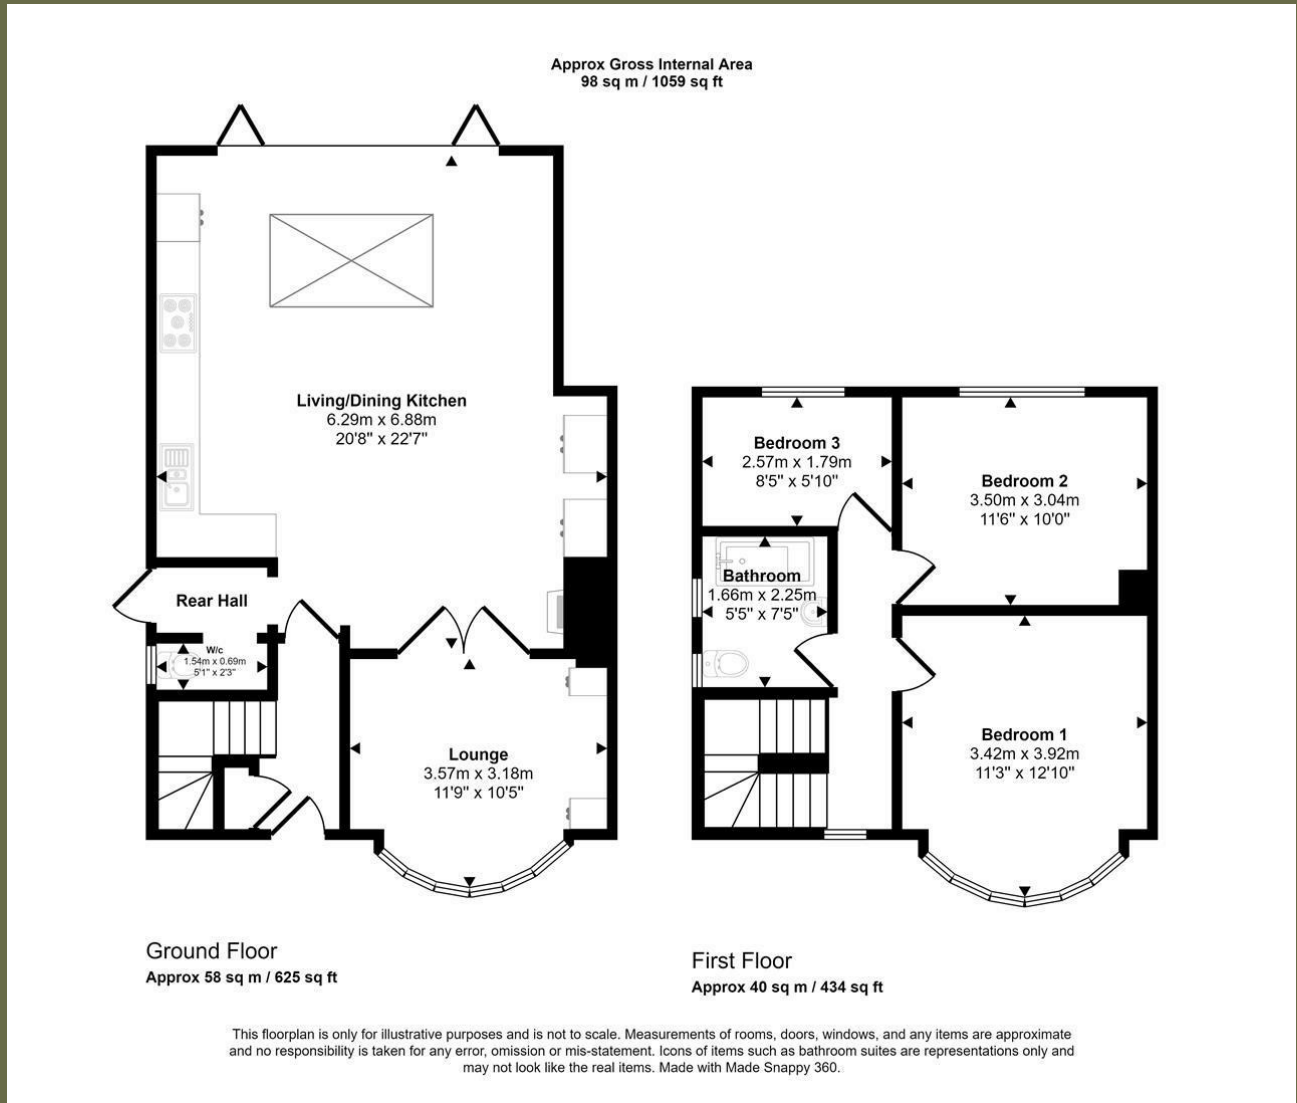 Approx Gross Internal Area
98 sq m / 1059 sq ft
Living/Dining Kitchen
6.29m x 6.88m
20'8" x 22'7"
Rear Hall
W/c
1.54m x 0.69m
5'1" x 2'3"
Lounge
3.57m x 3.18m
11'9" x 10'5"
Ground Floor
Approx 58 sq m / 625 sq ft
Bedroom 3
2.57m x 1.79m
8'5" x 5'10"
Bedroom 2
3.50m x 3.04m
11'6" x 10'0"
Bathroom
1.66m x 2.25m
5'5" x 7'5"
Bedroom 1
3.42m x 3.92m
11'3" x 12'10"
First Floor
Approx 40 sq m / 434 sq ft
This floorplan is only for illustrative purposes and is not to scale. Measurements of rooms, doors, windows, and any items are approximate
and no responsibility is taken for any error, omission or mis-statement. Icons of items such as bathroom suites are representations only and
may not look like the real items. Made with Made Snappy 360.